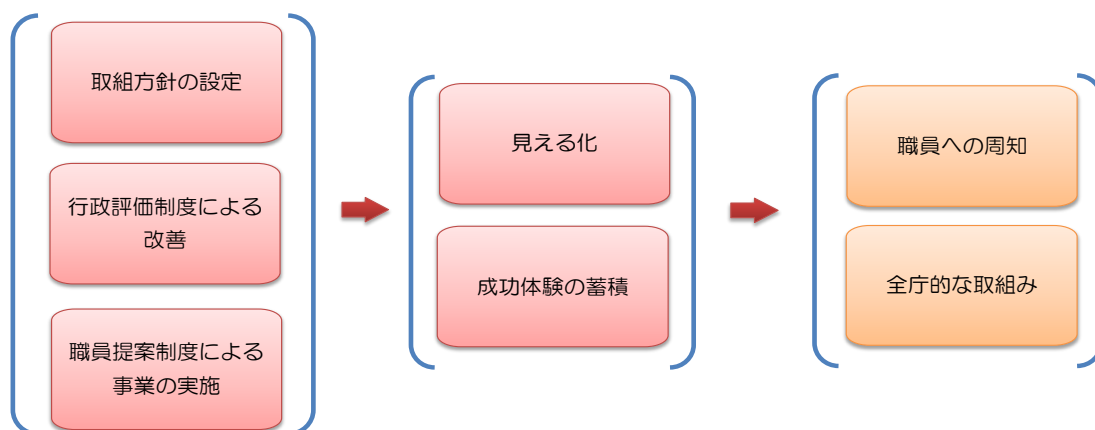 取組方針の設定
行政評価制度による
改善
職員提案制度による
事業の実施
見える化
成功体験の蓄積
職員への周知
全庁的な取組み